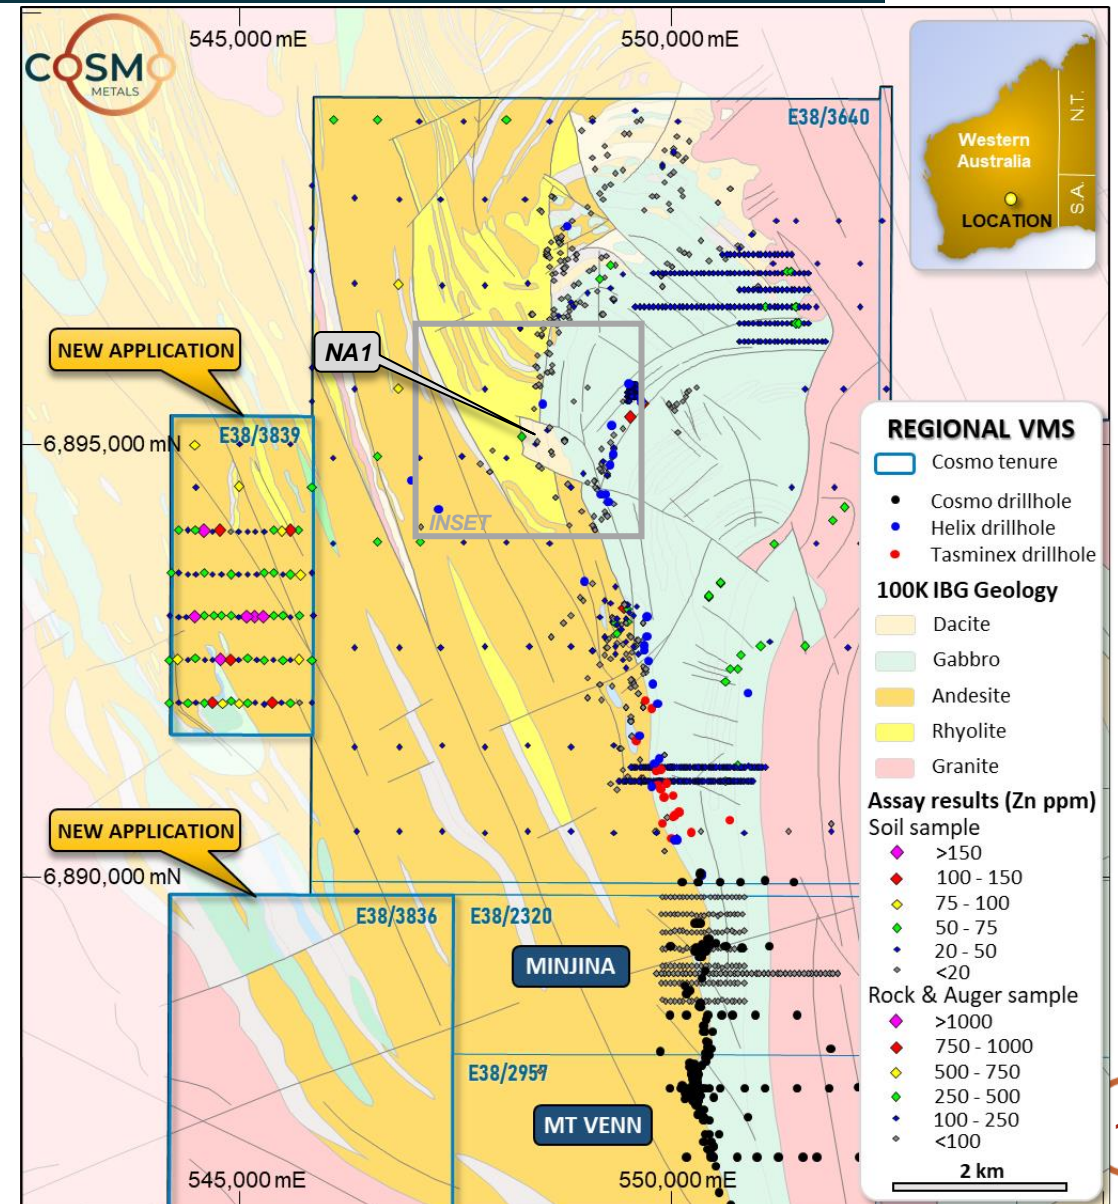 COSMO
METALS
545,000 mE
550,000 mE
E38/3640
Western
Australia
N.T.
S.A.
LOCATION
NEW APPLICATION
NA1
6,895,000 mN
E38/3839
INSET
NEW APPLICATION
6,890,000 mN
E38/3836
E38/2320
MINJINA
E38/2957
MT VENN
545,000 mE
550,000 mE
REGIONAL VMS
Cosmo tenure
Cosmo drillhole
Helix drillhole
Tasminex drillhole
100K IBG Geology
Dacite
Gabbro
Andesite
Rhyolite
Granite
Assay results (Zn ppm)
Soil sample
>150
100 - 150
75 - 100
50 - 75
20 - 50
<20
Rock & Auger sample
>1000
750 - 1000
500 - 750
250 - 500
100 - 250
<100
2 km